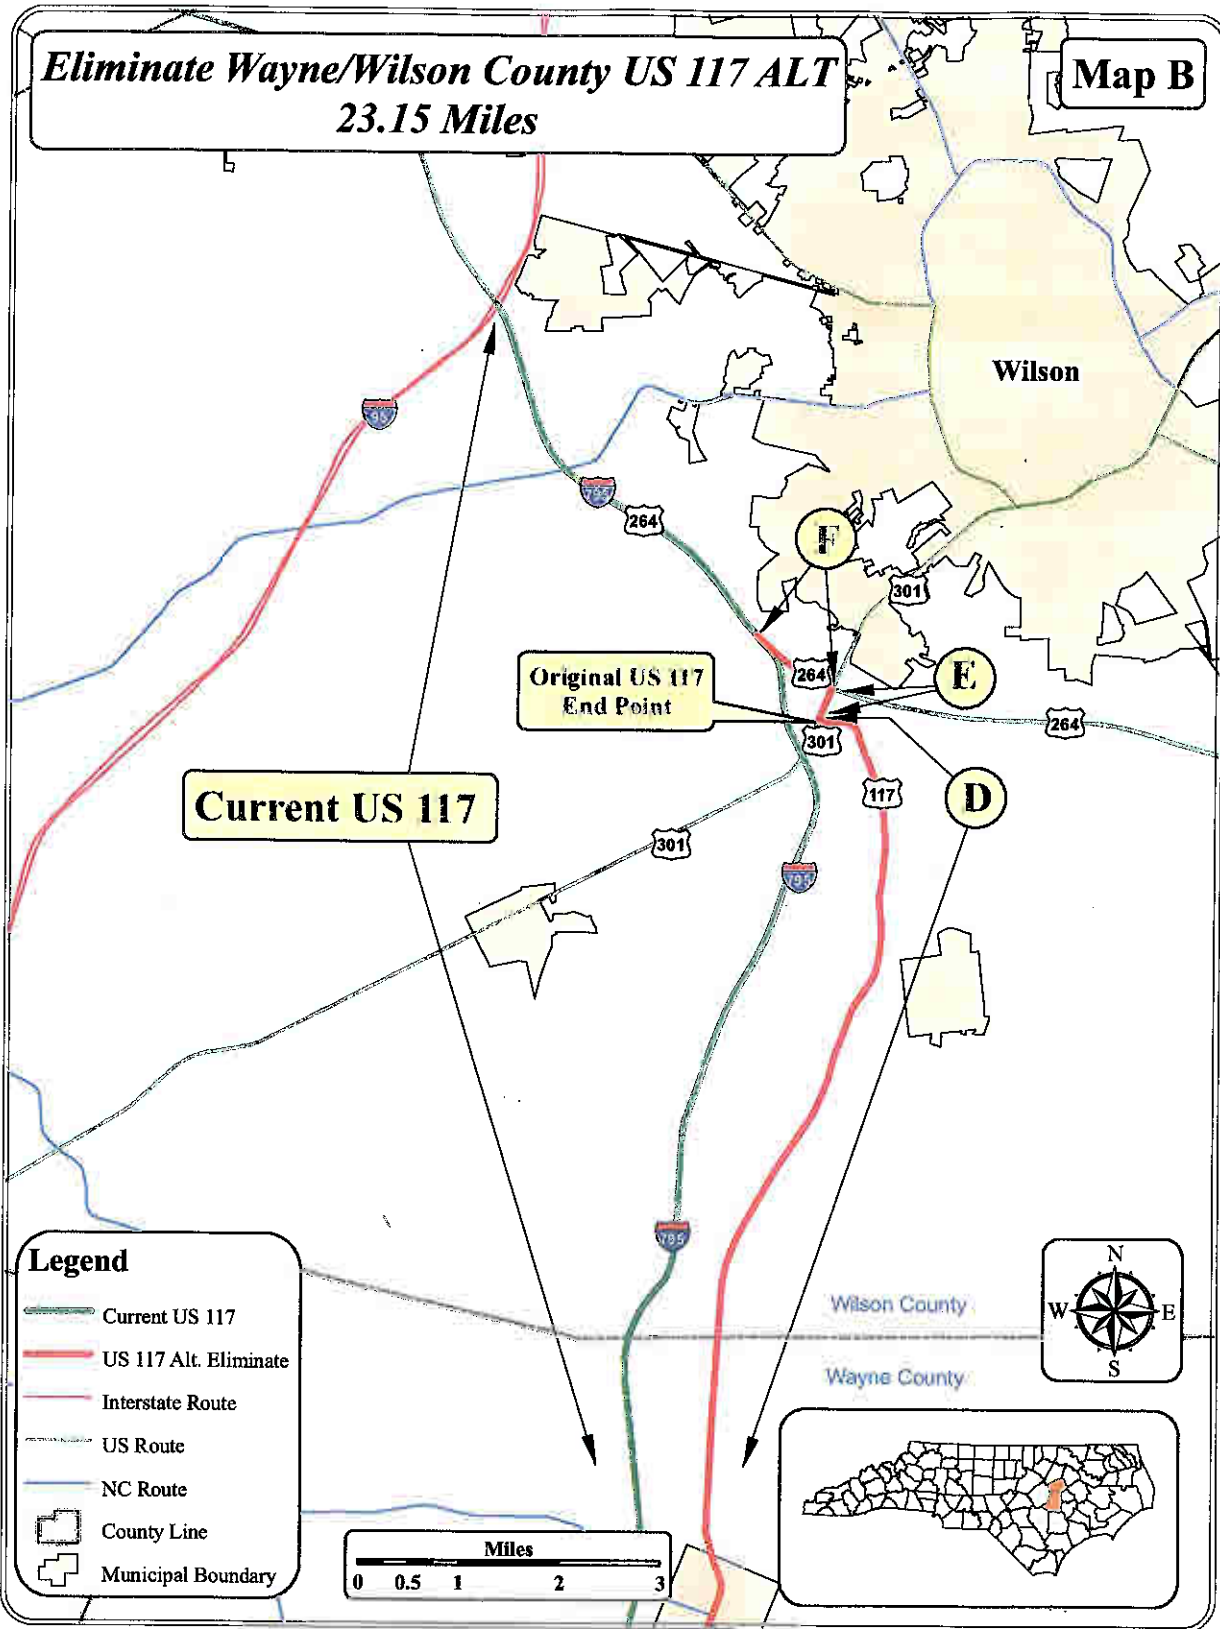 Eliminate Wayne/Wilson County US 117 ALT
23.15 Miles
Map B
Wilson
95
795
264
F
301
Original US 117
End Point
264
E
264
301
Current US 117
117
D
301
795
795
Legend
Current US 117
US 117 Alt. Eliminate
Interstate Route
US Route
NC Route
County Line
Municipal Boundary
Wilson County
Wayne County
N
W
E
S
Miles
0 0.5 1 2 3